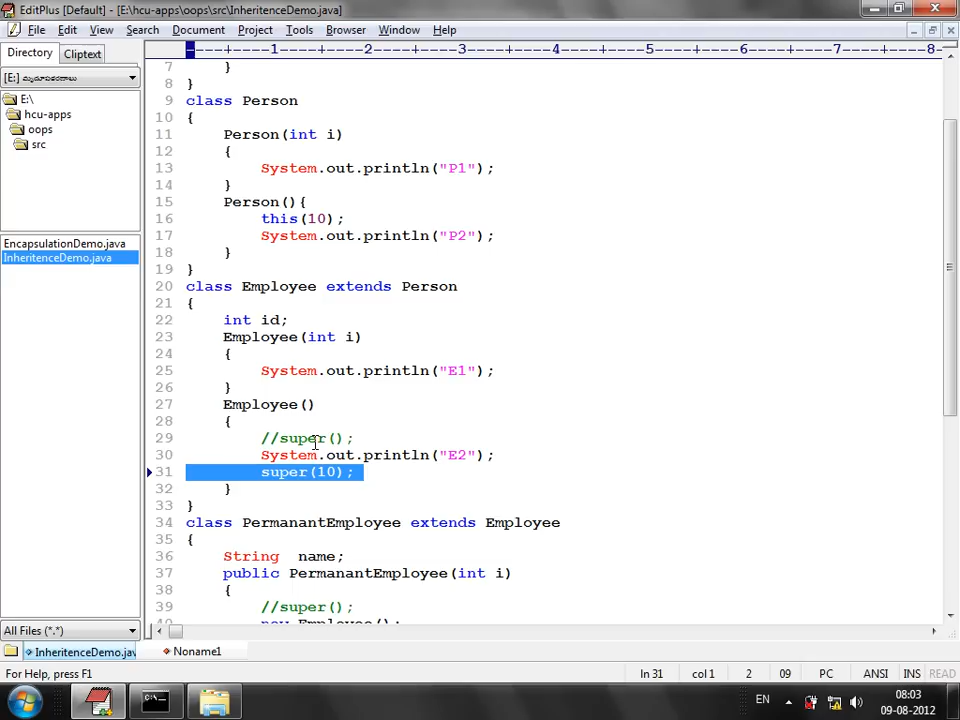 EditPlus [Default] - [E:\hcu-apps\oops\src\InheritenceDemo.java]
File Edit View Search Document Project Tools Browser Window Help
Directory Cliptext
----+----1----+----2----+----3----+----4----+----5----+----6----+----7----+----8
[E:]
E:\
hcu-apps
oops
src
EncapsulationDemo.java
InheritenceDemo.java
7 }
8 }
9 class Person
10 {
11 Person(int i)
12 {
13 System.out.println("P1");
14 }
15 Person(){
16 this(10);
17 System.out.println("P2");
18 }
19 }
20 class Employee extends Person
21 {
22 int id;
23 Employee(int i)
24 {
25 System.out.println("E1");
26 }
27 Employee()
28 {
29 //super();
30 System.out.println("E2");
31 super(10);
32 }
33 }
34 class PermanantEmployee extends Employee
35 {
36 String name;
37 public PermanantEmployee(int i)
38 {
39 //super();
40 new Employee();
All Files (*.*)
InheritenceDemo.jav Noname1
For Help, press F1 ln 31 col 1 2 09 PC ANSI INS READ
EN 08:03
09-08-2012